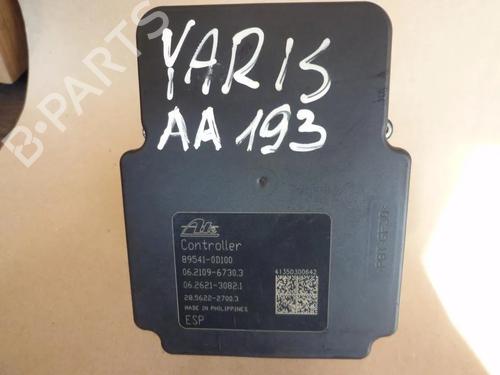 B-PARTS
YARIS
AA 193
Ate
Controller
89541-0D100
06.2109-6730.3
06.2621-3082.1
28.5622-2700.3
MADE IN PHILIPPINES
ESP
41350300642